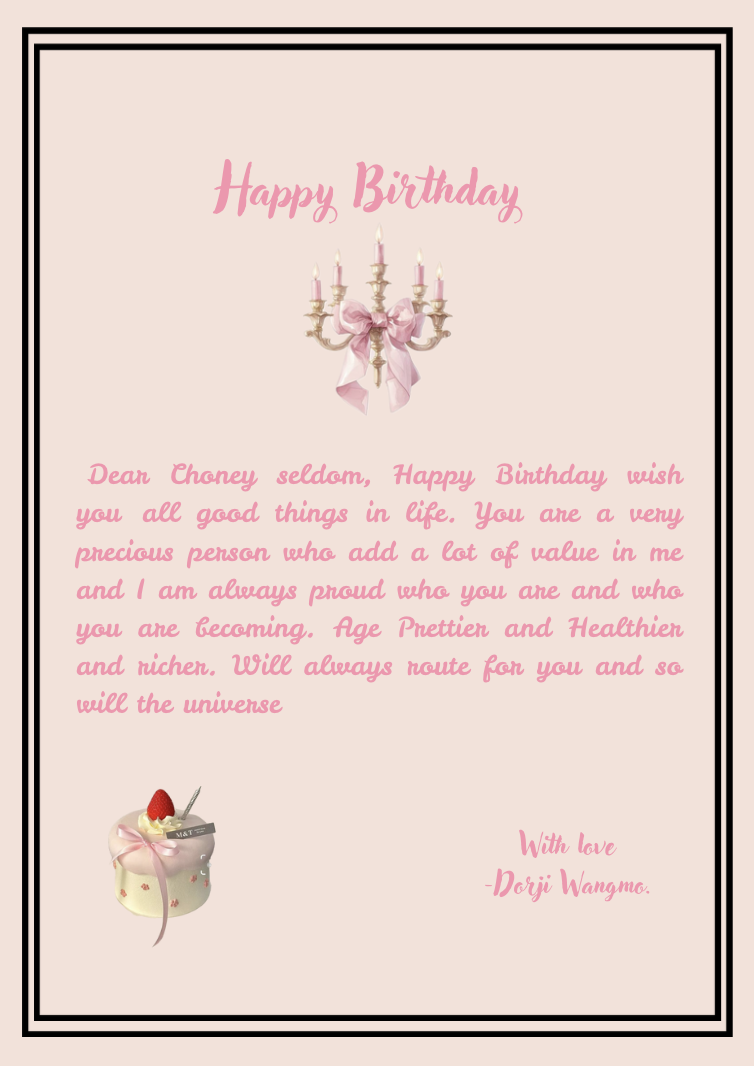 Happy Birthday
Dear Choney seldom, Happy Birthday wish
you all good things in life. You are a very
precious person who add a lot of value in me
and I am always proud who you are and who
you are becoming. Age Prettier and Healthier
and richer. Will always route for you and so
will the universe
M&T
With love
-Dorji Wangmo.